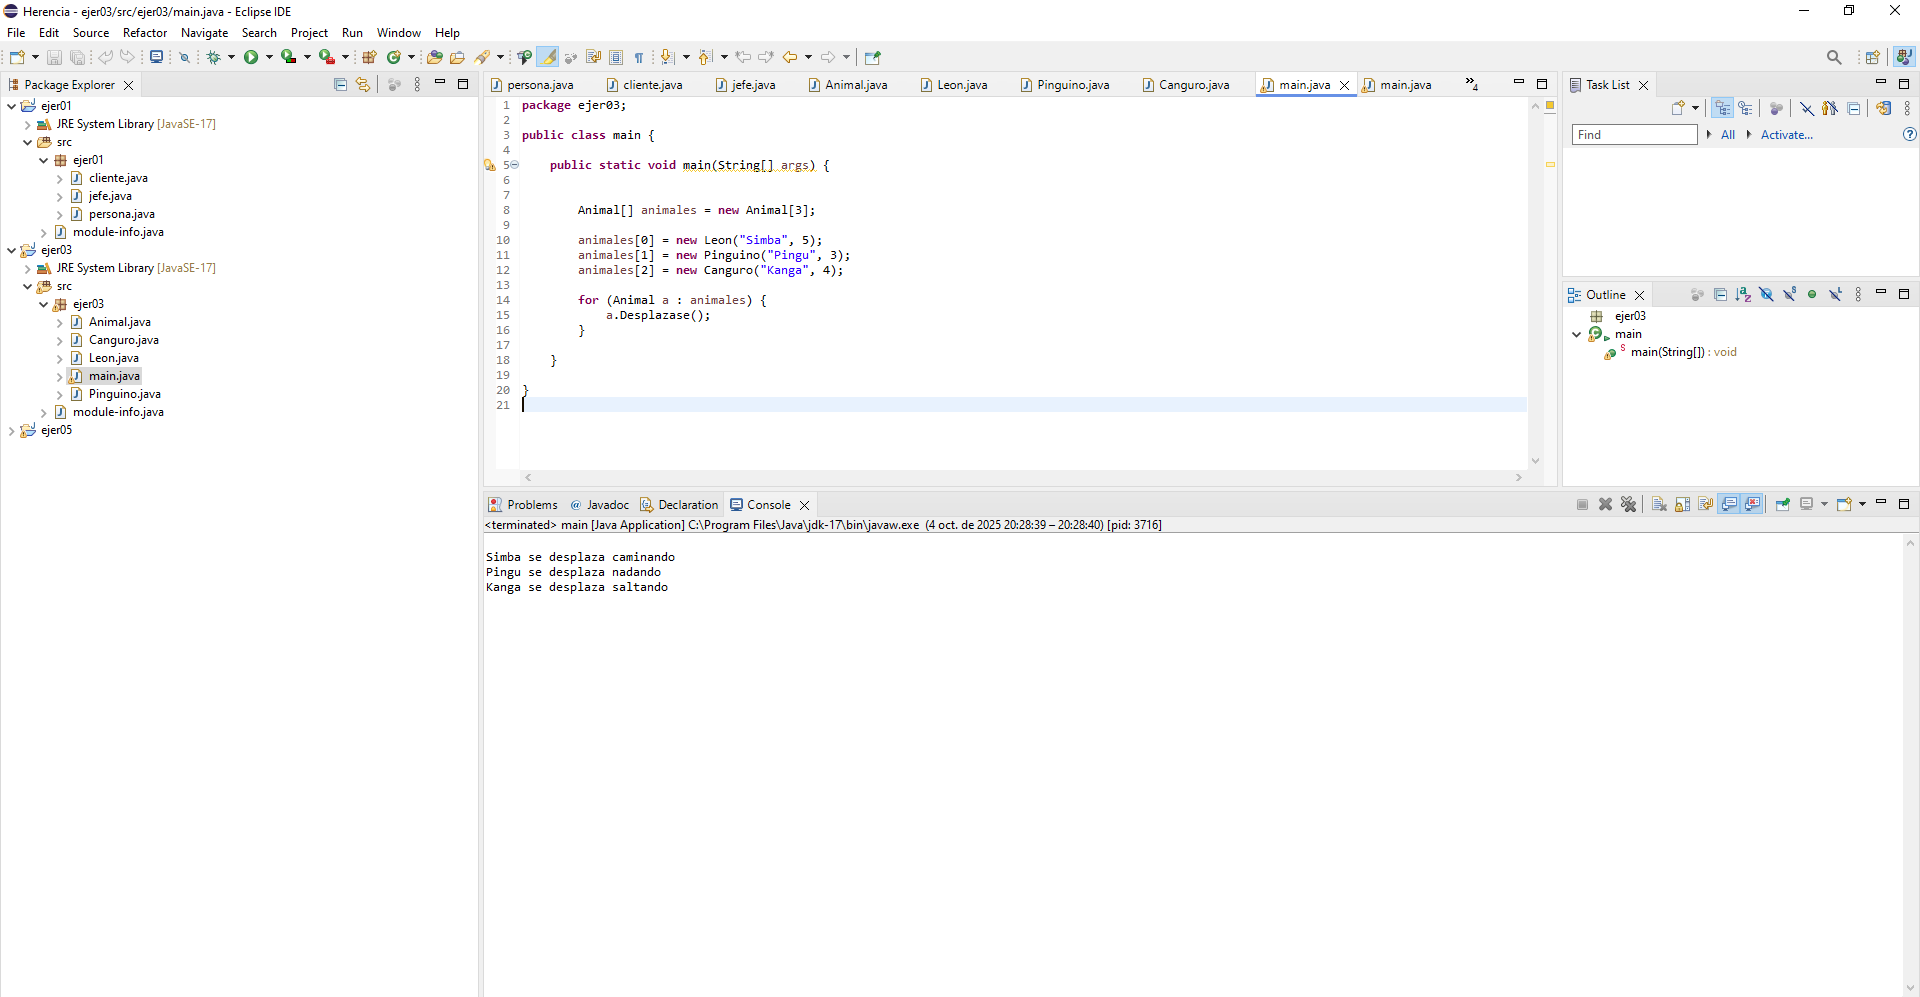 Herencia - ejer03/src/ejer03/main.java - Eclipse IDE
File Edit Source Refactor Navigate Search Project Run Window Help
Package Explorer
ejer01
JRE System Library [JavaSE-17]
src
ejer01
cliente.java
jefe.java
persona.java
module-info.java
ejer03
JRE System Library [JavaSE-17]
src
ejer03
Animal.java
Canguro.java
Leon.java
main.java
Pinguino.java
module-info.java
ejer05
persona.java cliente.java jefe.java Animal.java Leon.java Pinguino.java Canguro.java main.java main.java »4
1 package ejer03;
2
3 public class main {
4
5 public static void main(String[] args) {
6
7
8 Animal[] animales = new Animal[3];
9
10 animales[0] = new Leon("Simba", 5);
11 animales[1] = new Pinguino("Pingu", 3);
12 animales[2] = new Canguro("Kanga", 4);
13
14 for (Animal a : animales) {
15 a.Desplazase();
16 }
17
18 }
19
20 }
21
Task List
Find All Activate...
Outline
ejer03
main
main(String[]) : void
Problems Javadoc Declaration Console
<terminated> main [Java Application] C:\Program Files\Java\jdk-17\bin\javaw.exe (4 oct. de 2025 20:28:39 – 20:28:40) [pid: 3716]
Simba se desplaza caminando
Pingu se desplaza nadando
Kanga se desplaza saltando